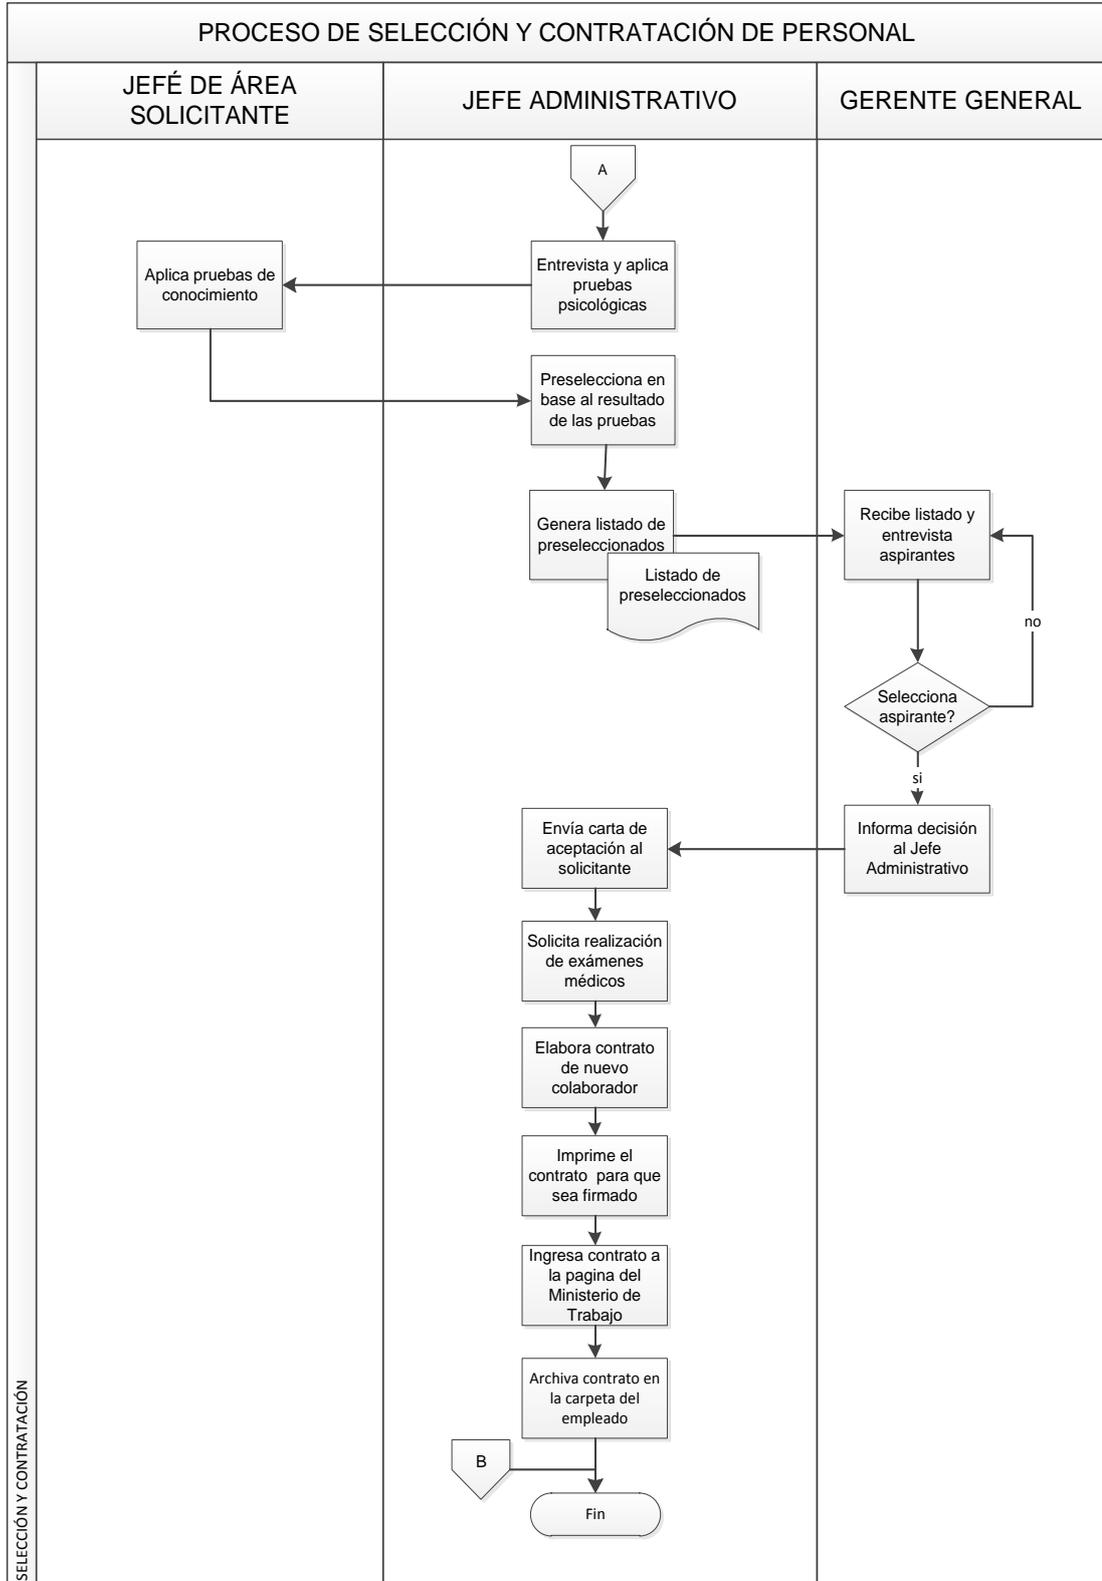 PROCESO DE SELECCIÓN Y CONTRATACIÓN DE PERSONAL
JEFÉ DE ÁREA
SOLICITANTE
JEFE ADMINISTRATIVO
GERENTE GENERAL
A
Entrevista y aplica
pruebas
psicológicas
Aplica pruebas de
conocimiento
Preselecciona en
base al resultado
de las pruebas
Genera listado de
preseleccionados
Listado de
preseleccionados
Recibe listado y
entrevista
aspirantes
no
Selecciona
aspirante?
si
Informa decisión
al Jefe
Administrativo
Envía carta de
aceptación al
solicitante
Solicita realización
de exámenes
médicos
Elabora contrato
de nuevo
colaborador
Imprime el
contrato para que
sea firmado
Ingresa contrato a
la pagina del
Ministerio de
Trabajo
Archiva contrato en
la carpeta del
empleado
B
Fin
SELECCIÓN Y CONTRATACIÓN